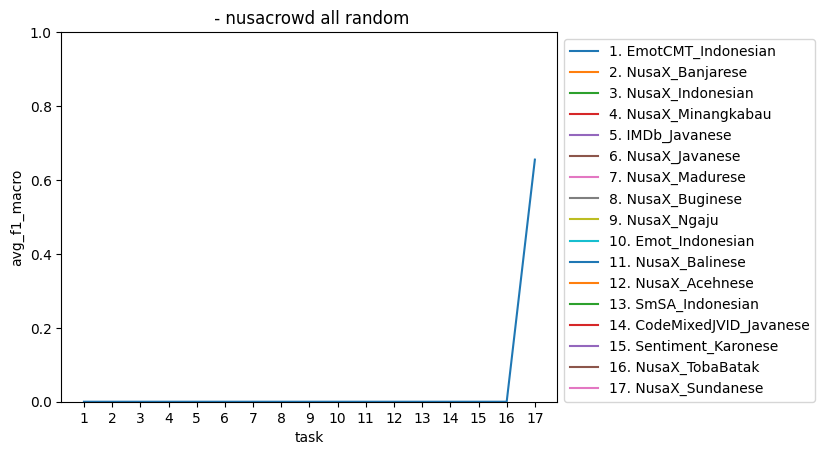 - nusacrowd all random
avg_f1_macro
1.0
0.8
0.6
0.4
0.2
0.0
1 2 3 4 5 6 7 8 9 10 11 12 13 14 15 16 17
task
1. EmotCMT_Indonesian
2. NusaX_Banjarese
3. NusaX_Indonesian
4. NusaX_Minangkabau
5. IMDb_Javanese
6. NusaX_Javanese
7. NusaX_Madurese
8. NusaX_Buginese
9. NusaX_Ngaju
10. Emot_Indonesian
11. NusaX_Balinese
12. NusaX_Acehnese
13. SmSA_Indonesian
14. CodeMixedJVID_Javanese
15. Sentiment_Karonese
16. NusaX_TobaBatak
17. NusaX_Sundanese